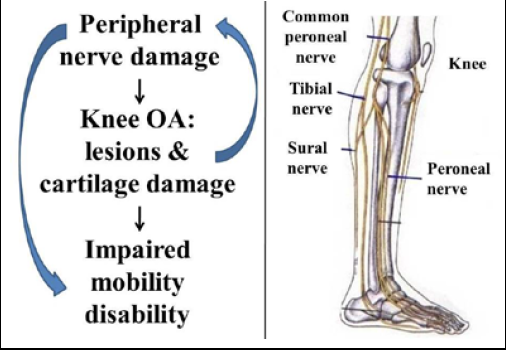 Peripheral
nerve damage
Knee OA:
lesions &
cartilage damage
Impaired
mobility
disability
Common
peroneal
nerve
Knee
Tibial
nerve
Sural
nerve
Peroneal
nerve